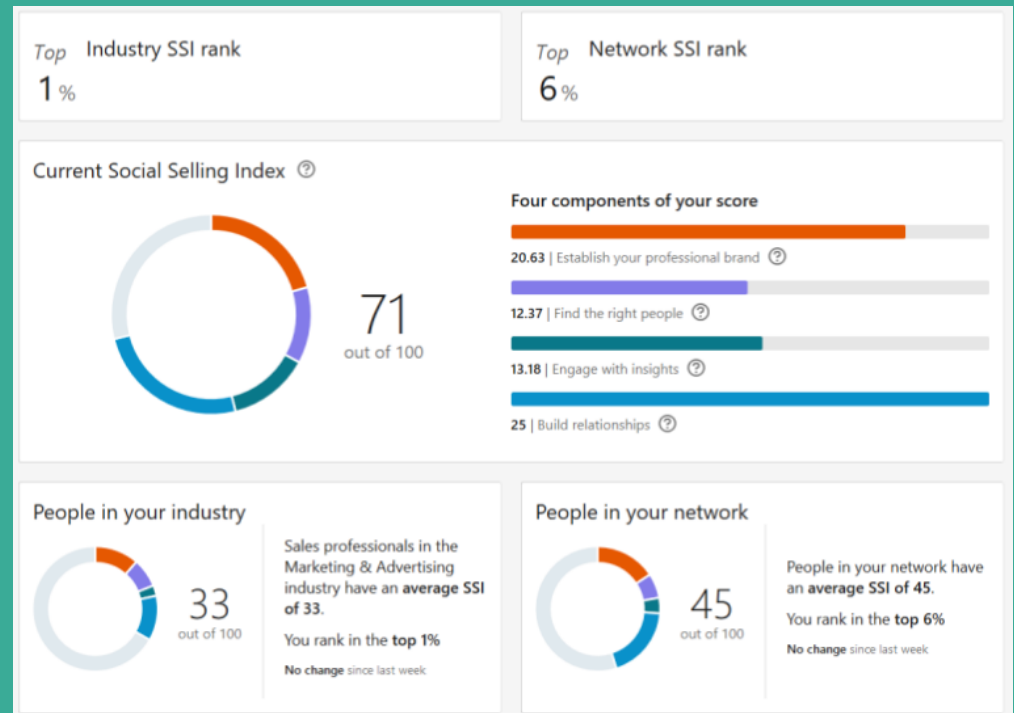 Top Industry SSI rank
1%
Top Network SSI rank
6%
Current Social Selling Index ?
71
out of 100
Four components of your score
20.63 | Establish your professional brand ?
12.37 | Find the right people ?
13.18 | Engage with insights ?
25 | Build relationships ?
People in your industry
33
out of 100
Sales professionals in the
Marketing & Advertising
industry have an average SSI
of 33.
You rank in the top 1%
No change since last week
People in your network
45
out of 100
People in your network have
an average SSI of 45.
You rank in the top 6%
No change since last week